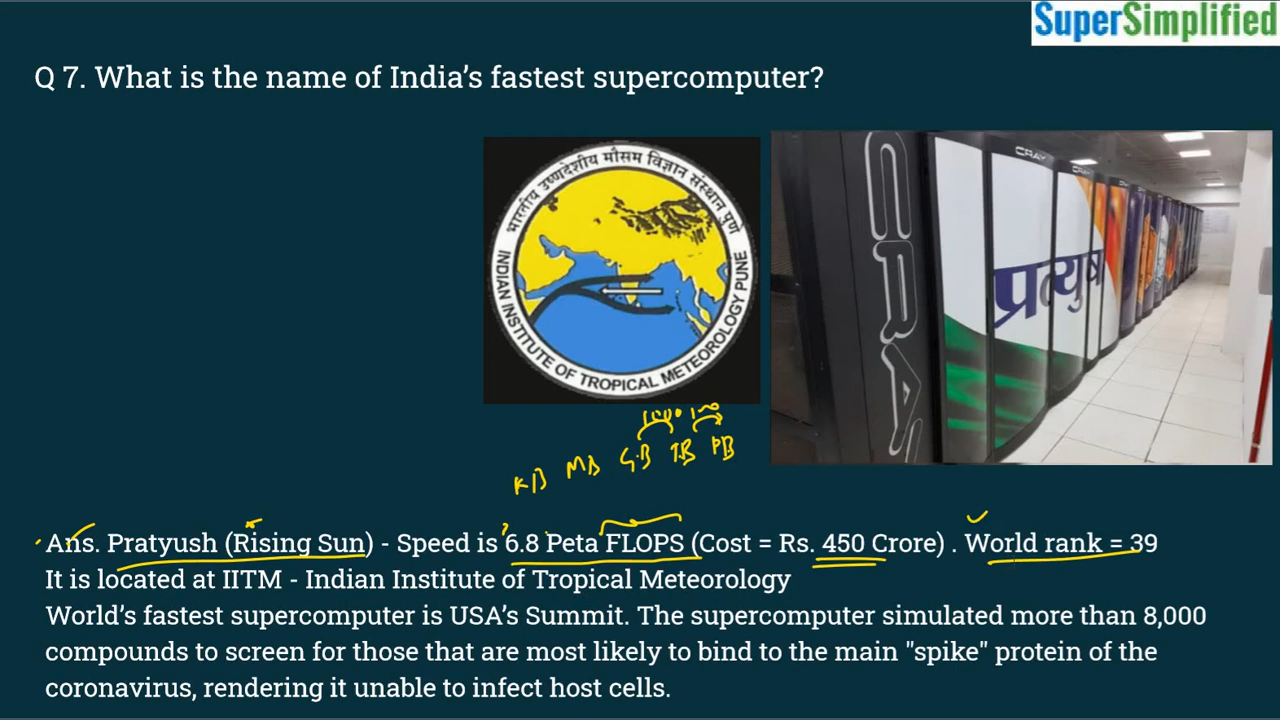 SuperSimplified
Q 7. What is the name of India's fastest supercomputer?
भारतीय उष्णदेशीय मौसम विज्ञान संस्थान पुणे
INDIAN INSTITUTE OF TROPICAL METEOROLOGY PUNE
CRAY
CRAY
प्रत्युष
1000
KB MB GB TB PB
Ans. Pratyush (Rising Sun) - Speed is 6.8 Peta FLOPS (Cost = Rs. 450 Crore) . World rank = 39
It is located at IITM - Indian Institute of Tropical Meteorology
World's fastest supercomputer is USA's Summit. The supercomputer simulated more than 8,000
compounds to screen for those that are most likely to bind to the main "spike" protein of the
coronavirus, rendering it unable to infect host cells.